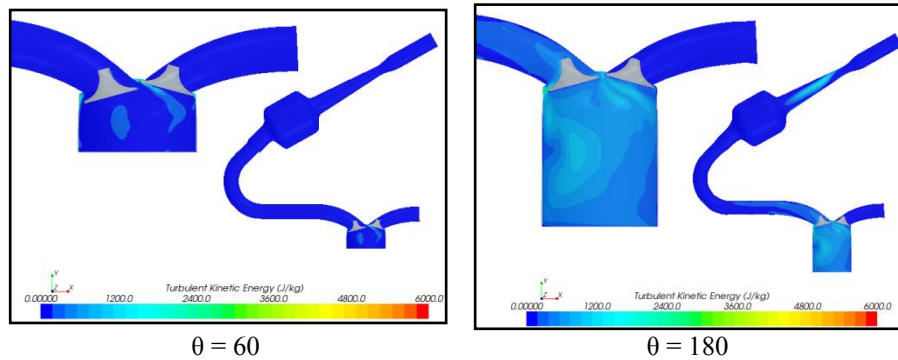 Y
Z X
Turbulent Kinetic Energy (J/kg)
0.00000 1200.0 2400.0 3600.0 4800.0 6000.0
θ = 60
Y
Z X
Turbulent Kinetic Energy (J/kg)
0.00000 1200.0 2400.0 3600.0 4800.0 6000.0
θ = 180